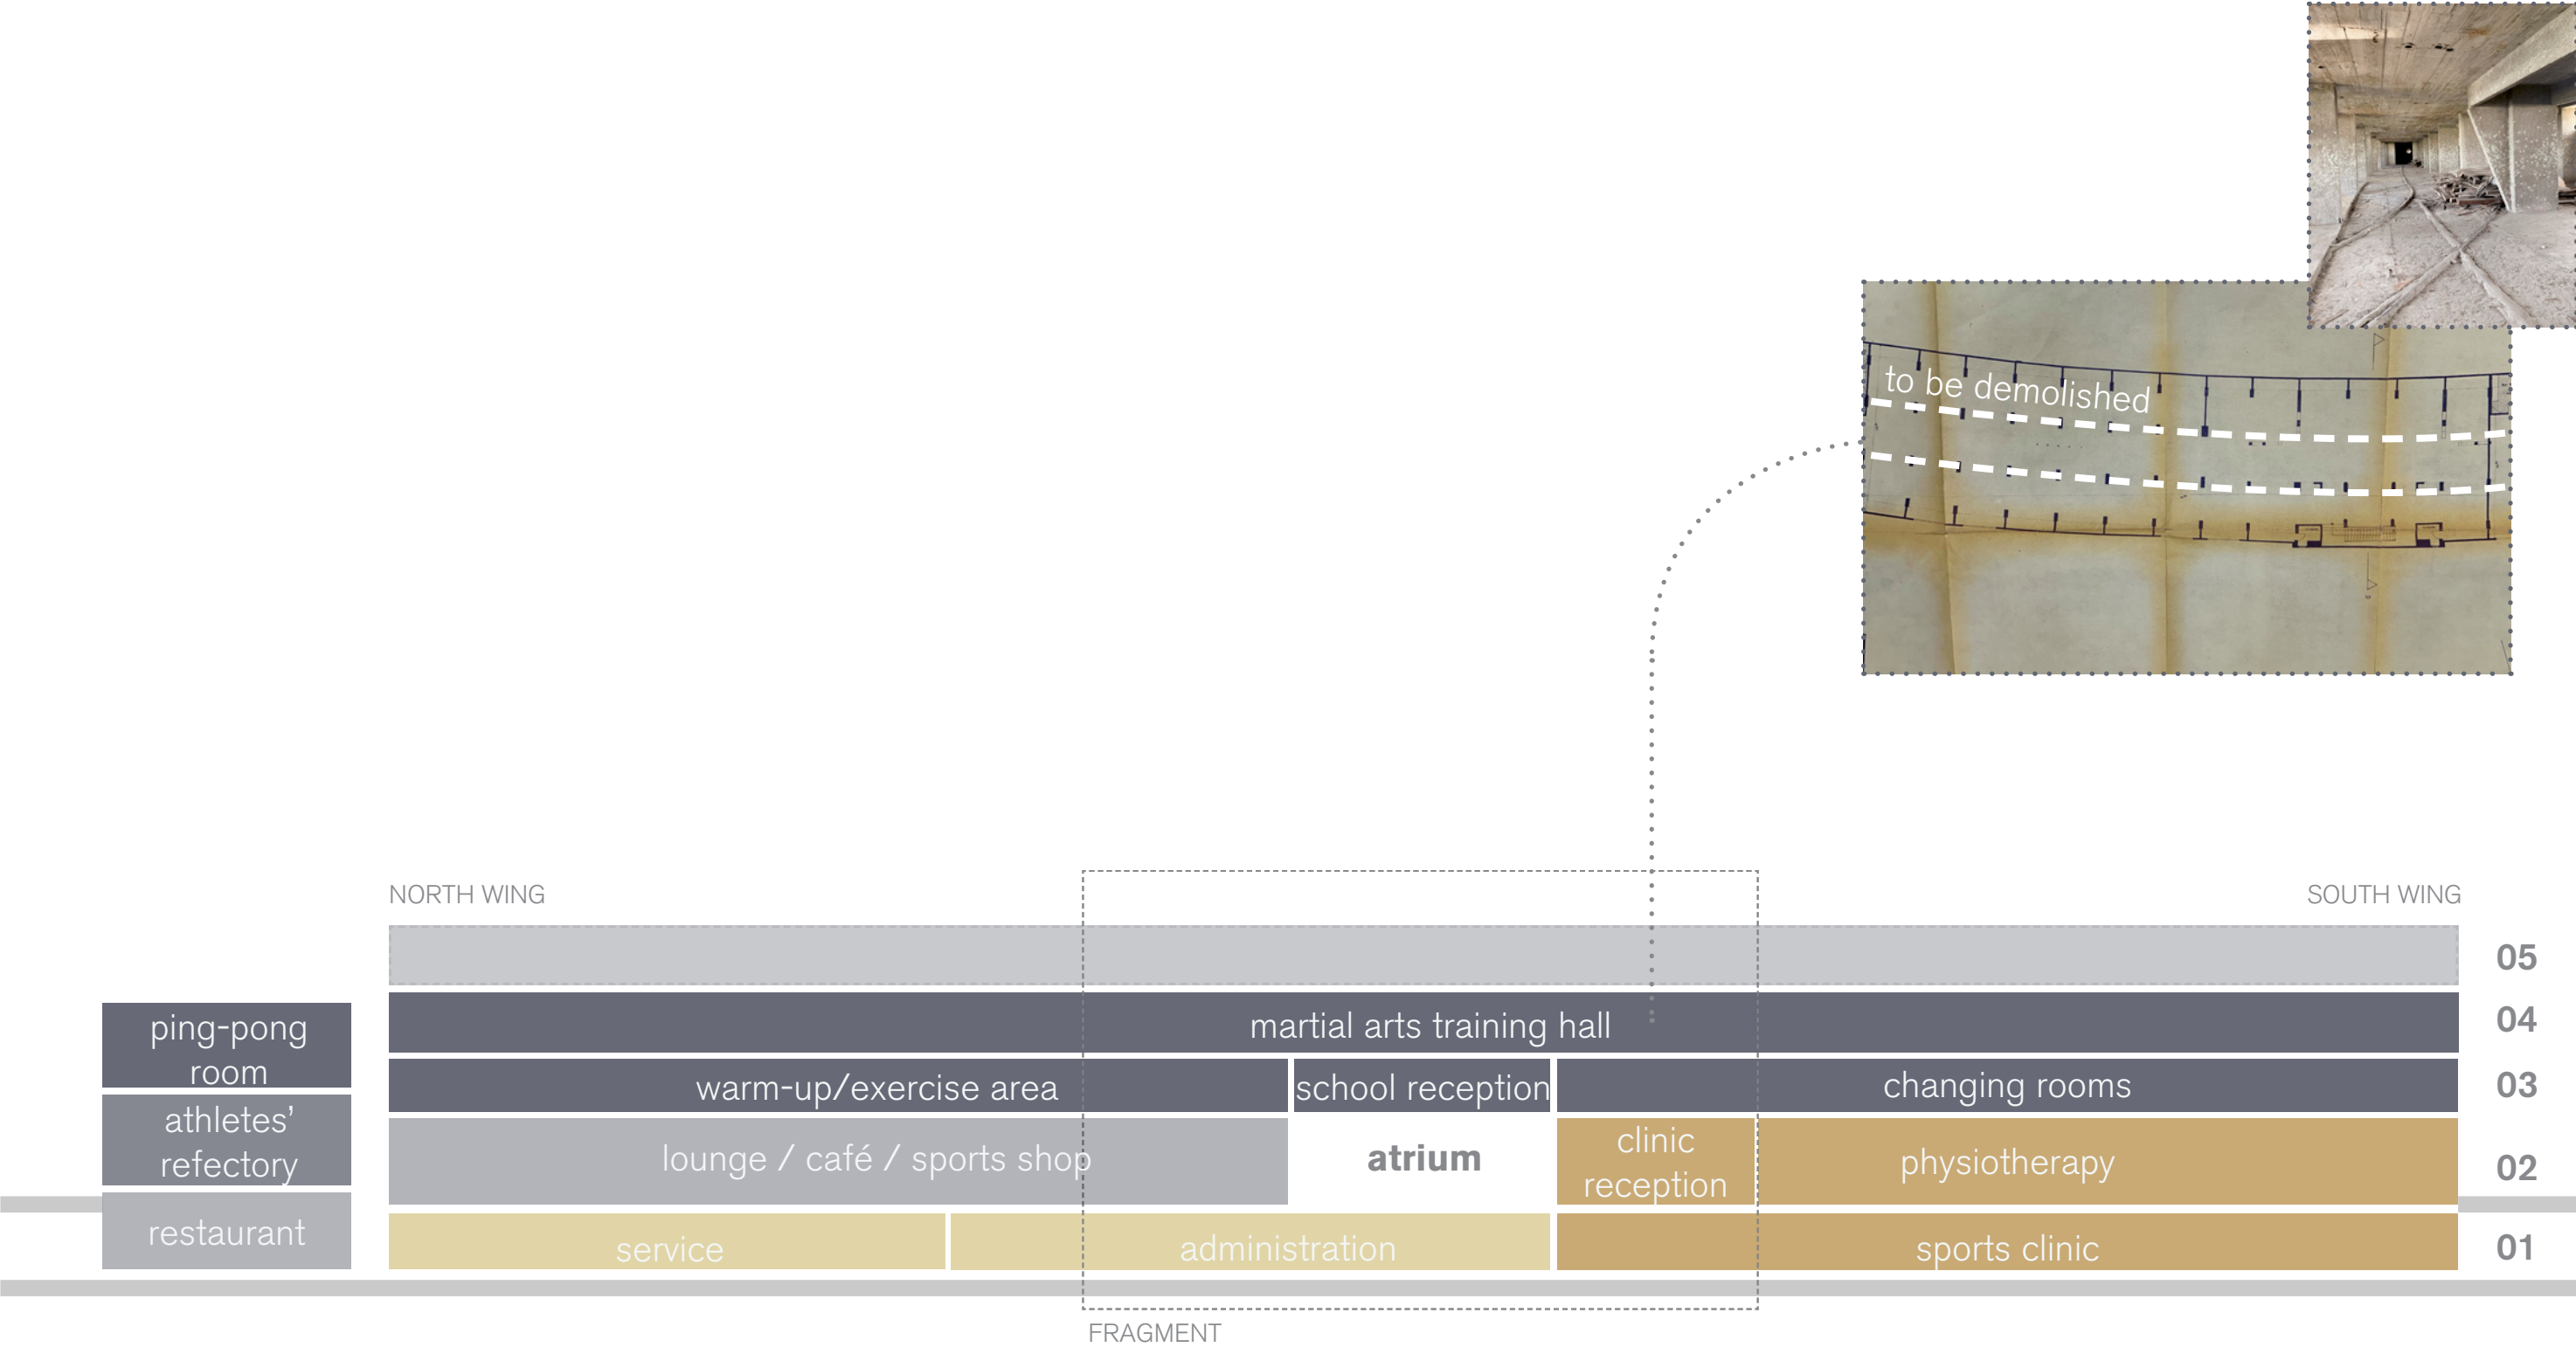 to be demolished
NORTH WING
SOUTH WING
05
martial arts training hall
04
ping-pong
room
warm-up/exercise area
school reception
changing rooms
03
athletes’
refectory
lounge / café / sports shop
atrium
clinic
reception
physiotherapy
02
restaurant
service
administration
sports clinic
01
FRAGMENT